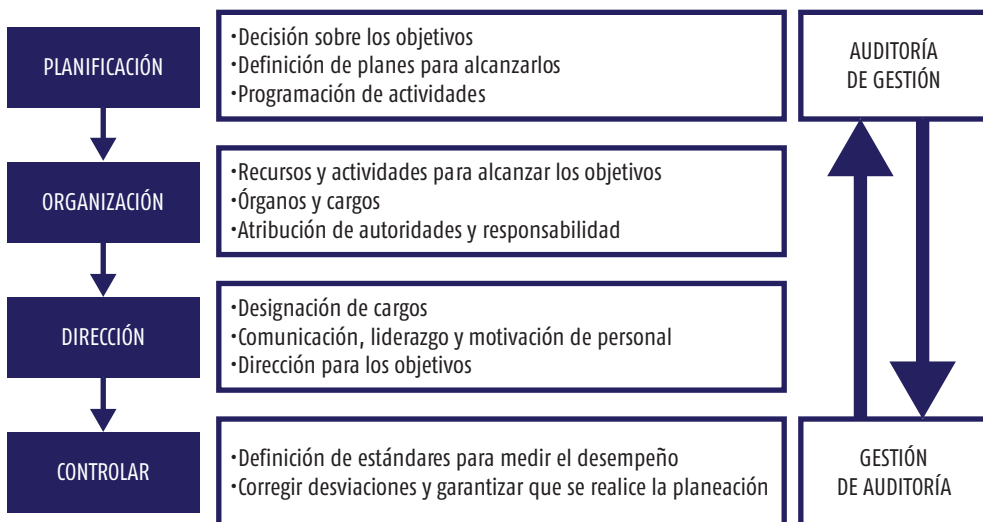 PLANIFICACIÓN
•Decisión sobre los objetivos
•Definición de planes para alcanzarlos
•Programación de actividades
AUDITORÍA
DE GESTIÓN
ORGANIZACIÓN
•Recursos y actividades para alcanzar los objetivos
•Órganos y cargos
•Atribución de autoridades y responsabilidad
DIRECCIÓN
•Designación de cargos
•Comunicación, liderazgo y motivación de personal
•Dirección para los objetivos
CONTROLAR
•Definición de estándares para medir el desempeño
•Corregir desviaciones y garantizar que se realice la planeación
GESTIÓN
DE AUDITORÍA